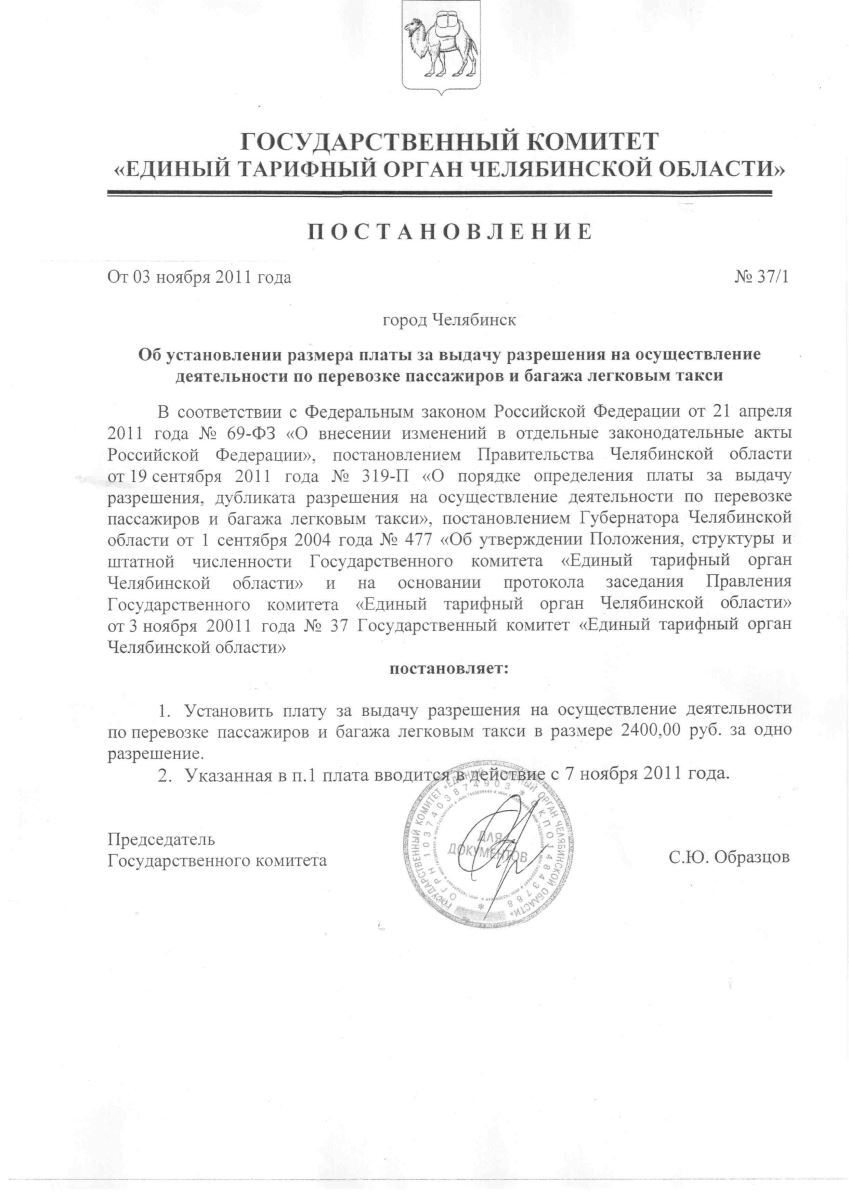 ГОСУДАРСТВЕННЫЙ КОМИТЕТ
«ЕДИНЫЙ ТАРИФНЫЙ ОРГАН ЧЕЛЯБИНСКОЙ ОБЛАСТИ»
П О С Т А Н О В Л Е Н И Е
От 03 ноября 2011 года № 37/1
город Челябинск
Об установлении размера платы за выдачу разрешения на осуществление
деятельности по перевозке пассажиров и багажа легковым такси
В соответствии с Федеральным законом Российской Федерации от 21 апреля
2011 года № 69-ФЗ «О внесении изменений в отдельные законодательные акты
Российской Федерации», постановлением Правительства Челябинской области
от 19 сентября 2011 года № 319-П «О порядке определения платы за выдачу
разрешения, дубликата разрешения на осуществление деятельности по перевозке
пассажиров и багажа легковым такси», постановлением Губернатора Челябинской
области от 1 сентября 2004 года № 477 «Об утверждении Положения, структуры и
штатной численности Государственного комитета «Единый тарифный орган
Челябинской области» и на основании протокола заседания Правления
Государственного комитета «Единый тарифный орган Челябинской области»
от 3 ноября 20011 года № 37 Государственный комитет «Единый тарифный орган
Челябинской области»
постановляет:
1. Установить плату за выдачу разрешения на осуществление деятельности
по перевозке пассажиров и багажа легковым такси в размере 2400,00 руб. за одно
разрешение.
2. Указанная в п.1 плата вводится в действие с 7 ноября 2011 года.
Председатель
Государственного комитета С.Ю. Образцов
ГОСУДАРСТВЕННЫЙ КОМИТЕТ «ЕДИНЫЙ ТАРИФНЫЙ ОРГАН ЧЕЛЯБИНСКОЙ ОБЛАСТИ»
ОГРН 1037403874903 * ОКПО 14843788 *
ДЛЯ
ДОКУМЕНТОВ